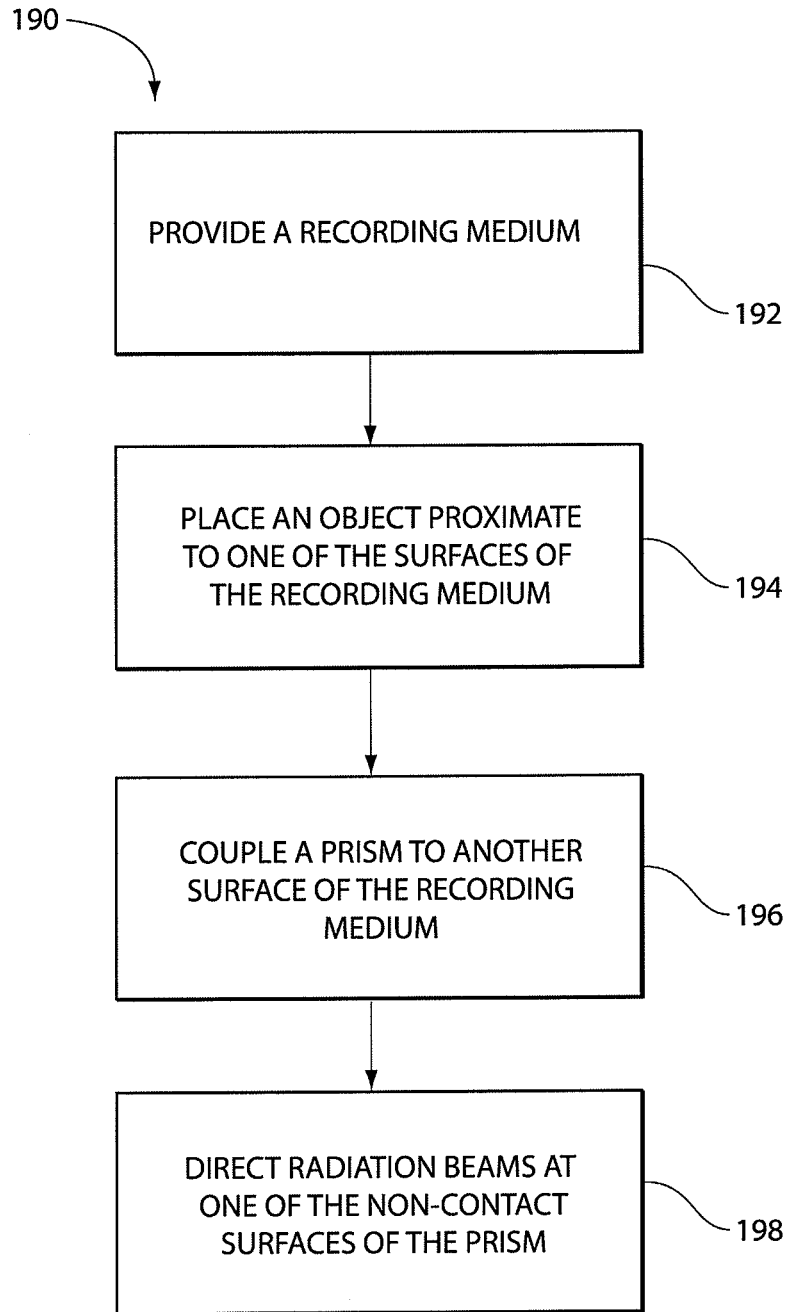 190
PROVIDE A RECORDING MEDIUM
192
PLACE AN OBJECT PROXIMATE
TO ONE OF THE SURFACES OF
THE RECORDING MEDIUM
194
COUPLE A PRISM TO ANOTHER
SURFACE OF THE RECORDING
MEDIUM
196
DIRECT RADIATION BEAMS AT
ONE OF THE NON-CONTACT
SURFACES OF THE PRISM
198